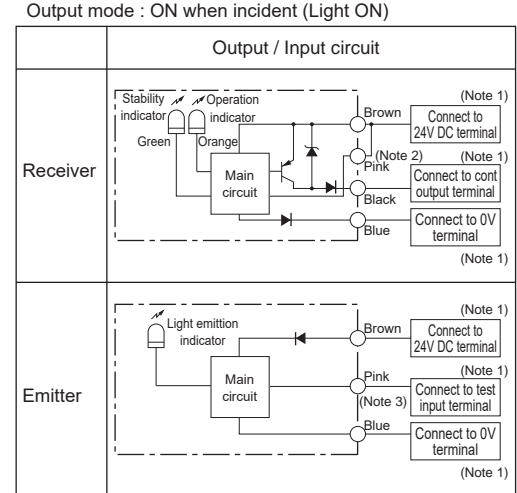 Output mode : ON when incident (Light ON)
Output / Input circuit
Receiver
Stability
indicator
Operation
indicator
Green
Orange
Main
circuit
Brown
(Note 1)
Connect to
24V DC terminal
(Note 2)
Pink
(Note 1)
Connect to cont
output terminal
Black
Blue
Connect to 0V
terminal
(Note 1)
Emitter
Light emittion
indicator
Main
circuit
(Note 1)
Brown
Connect to
24V DC terminal
(Note 1)
Pink
(Note 3)
Connect to test
input terminal
Blue
Connect to 0V
terminal
(Note 1)